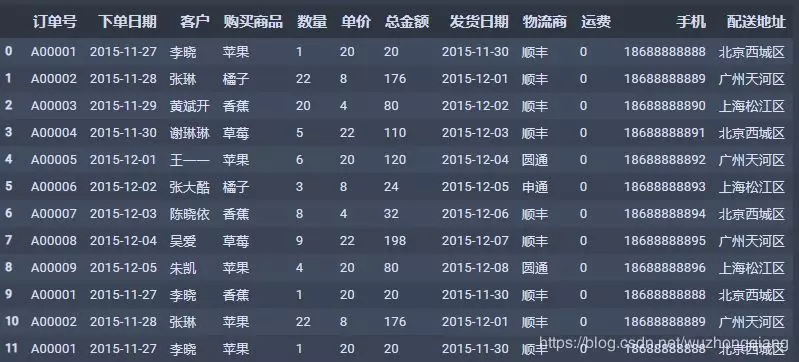 订单号 下单日期 客户 购买商品 数量 单价 总金额 发货日期 物流商 运费 手机 配送地址
0 A00001 2015-11-27 李晓 苹果 1 20 20 2015-11-30 顺丰 0 18688888888 北京西城区
1 A00002 2015-11-28 张琳 橘子 22 8 176 2015-12-01 顺丰 0 18688888889 广州天河区
2 A00003 2015-11-29 黄斌开 香蕉 20 4 80 2015-12-02 顺丰 0 18688888890 上海松江区
3 A00004 2015-11-30 谢琳琳 草莓 5 22 110 2015-12-03 顺丰 0 18688888891 北京西城区
4 A00005 2015-12-01 王一一 苹果 6 20 120 2015-12-04 圆通 0 18688888892 广州天河区
5 A00006 2015-12-02 张大酷 橘子 3 8 24 2015-12-05 申通 0 18688888893 上海松江区
6 A00007 2015-12-03 陈晓依 香蕉 8 4 32 2015-12-06 顺丰 0 18688888894 北京西城区
7 A00008 2015-12-04 吴爱 草莓 9 22 198 2015-12-07 顺丰 0 18688888895 广州天河区
8 A00009 2015-12-05 朱凯 苹果 4 20 80 2015-12-08 圆通 0 18688888896 上海松江区
9 A00001 2015-11-27 李晓 香蕉 1 20 20 2015-11-30 顺丰 0 18688888888 北京西城区
10 A00002 2015-11-28 张琳 苹果 22 8 176 2015-12-01 顺丰 0 18688888889 广州天河区
11 A00001 2015-11-27 李晓 苹果 1 20 20 2015-11-30 顺丰 0 18688888888 北京西城区
https://blog.csdn.net/wuzhongqiang